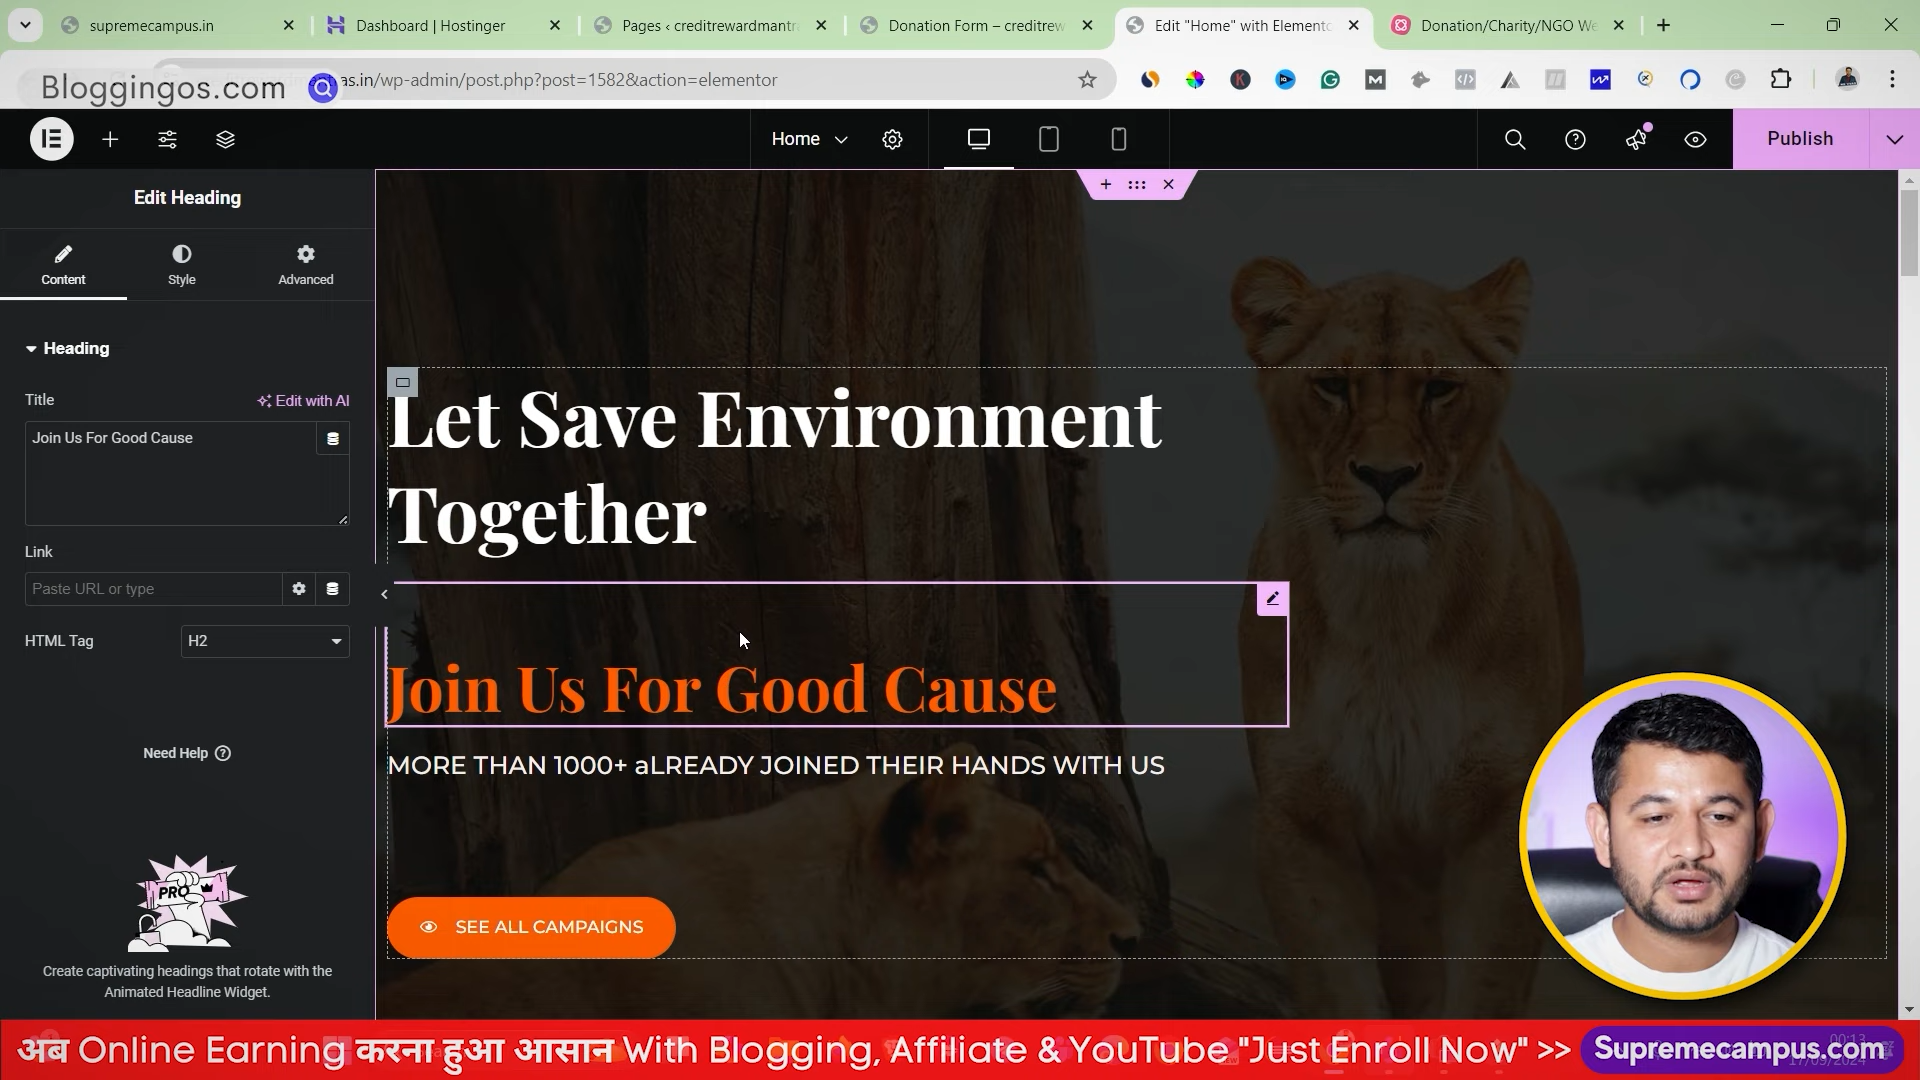 supremecampus.in
Dashboard | Hostinger
Pages ‹ creditrewardmantr
Donation Form – creditrew
Edit "Home" with Elemento
Donation/Charity/NGO We
Bloggingos.com
as.in/wp-admin/post.php?post=1582&action=elementor
Home
Publish
Edit Heading
Content
Style
Advanced
Heading
Title
Edit with AI
Join Us For Good Cause
Link
Paste URL or type
HTML Tag
H2
Need Help
PRO
Create captivating headings that rotate with the
Animated Headline Widget.
Let Save Environment
Together
Join Us For Good Cause
MORE THAN 1000+ aLREADY JOINED THEIR HANDS WITH US
SEE ALL CAMPAIGNS
अब Online Earning करना हुआ आसान With Blogging, Affiliate & YouTube "Just Enroll Now" >>
Supremecampus.com